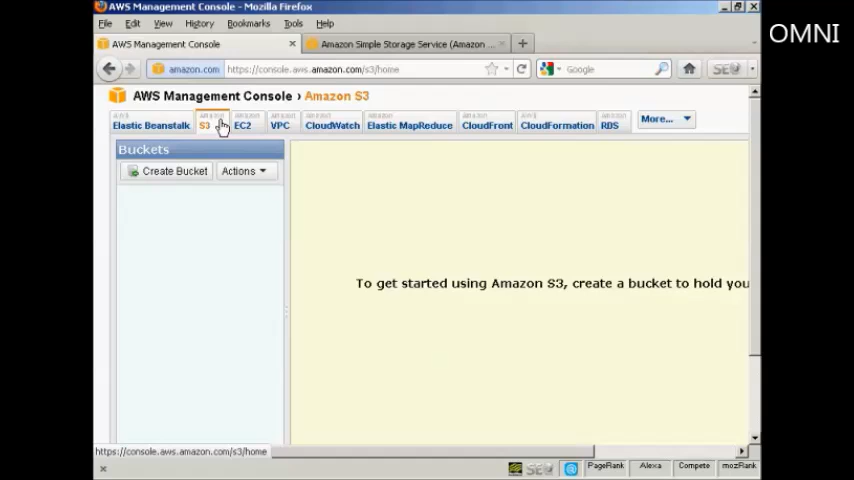 AWS Management Console - Mozilla Firefox
OMNI
File Edit View History Bookmarks Tools Help
AWS Management Console × Amazon Simple Storage Service (Amazon ... × +
amazon.com https://console.aws.amazon.com/s3/home Google SEO
AWS Management Console › Amazon S3
Elastic Beanstalk S3 EC2 VPC CloudWatch Elastic MapReduce CloudFront CloudFormation RDS More...
Buckets
Create Bucket Actions
To get started using Amazon S3, create a bucket to hold you
https://console.aws.amazon.com/s3/home
× SEO PageRank Alexa Compete mozRank